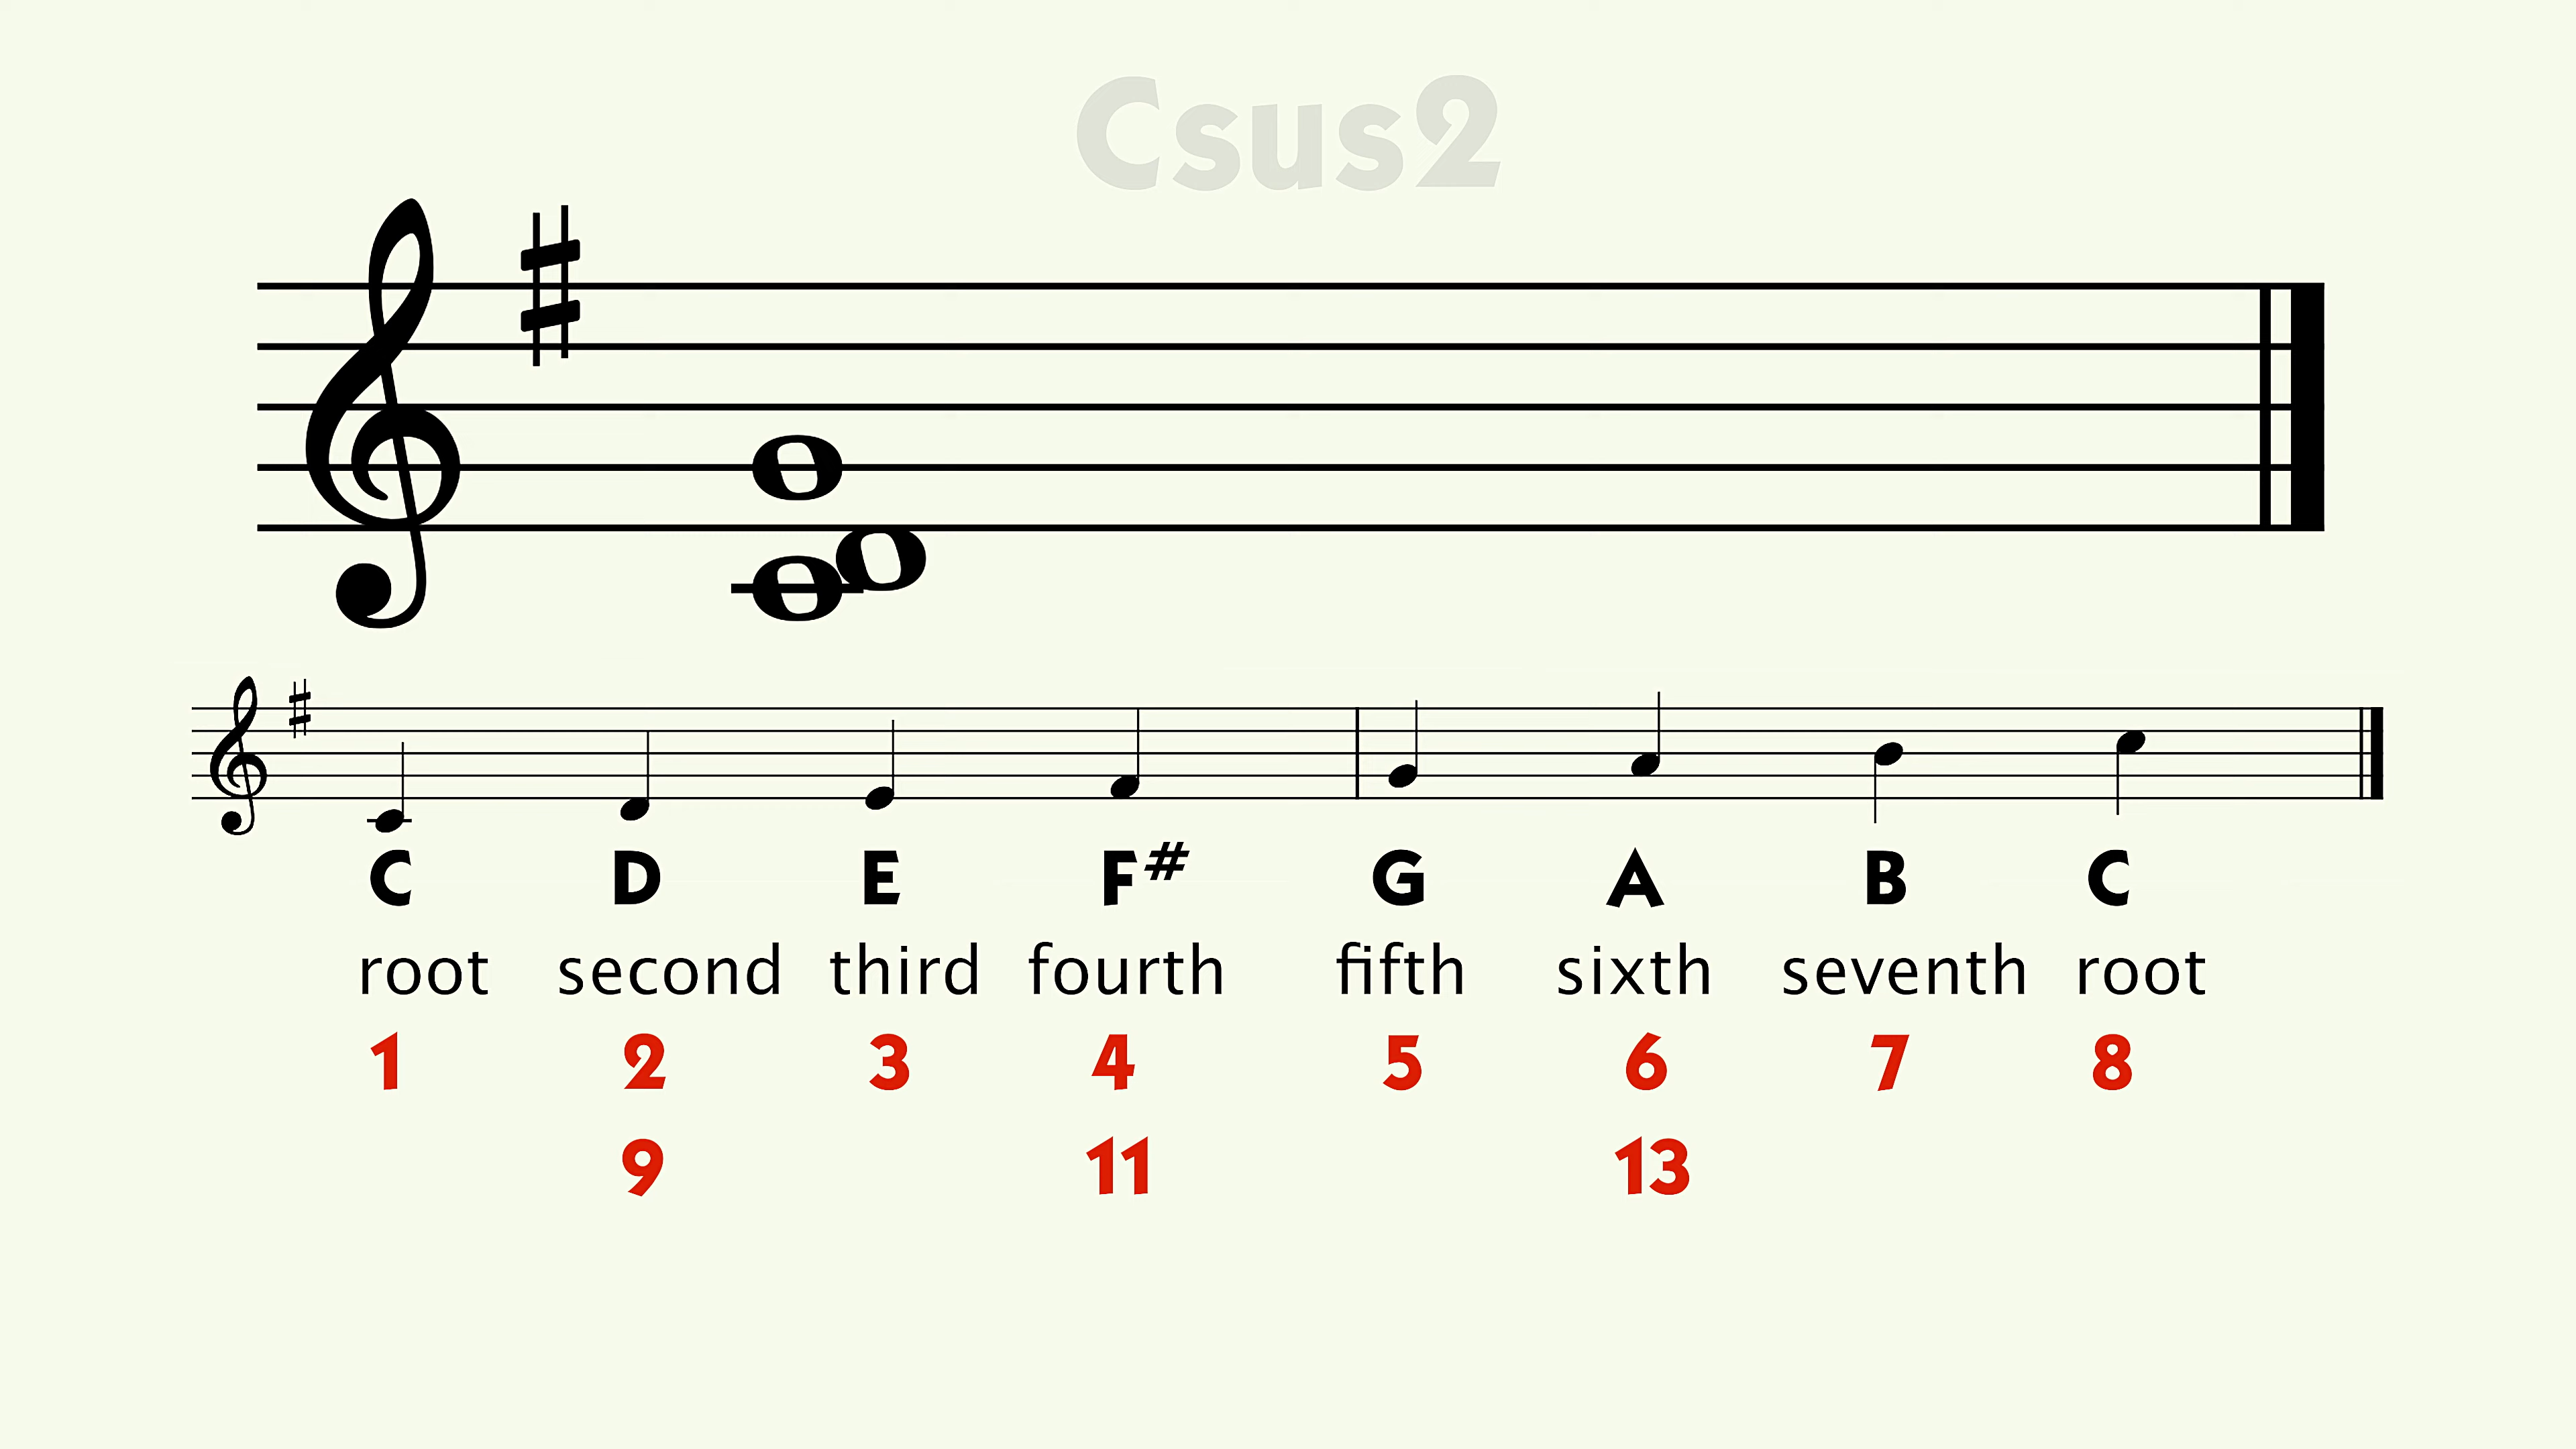 Csus2
C D E F# G A B C
root second third fourth fifth sixth seventh root
1 2 3 4 5 6 7 8
9 11 13